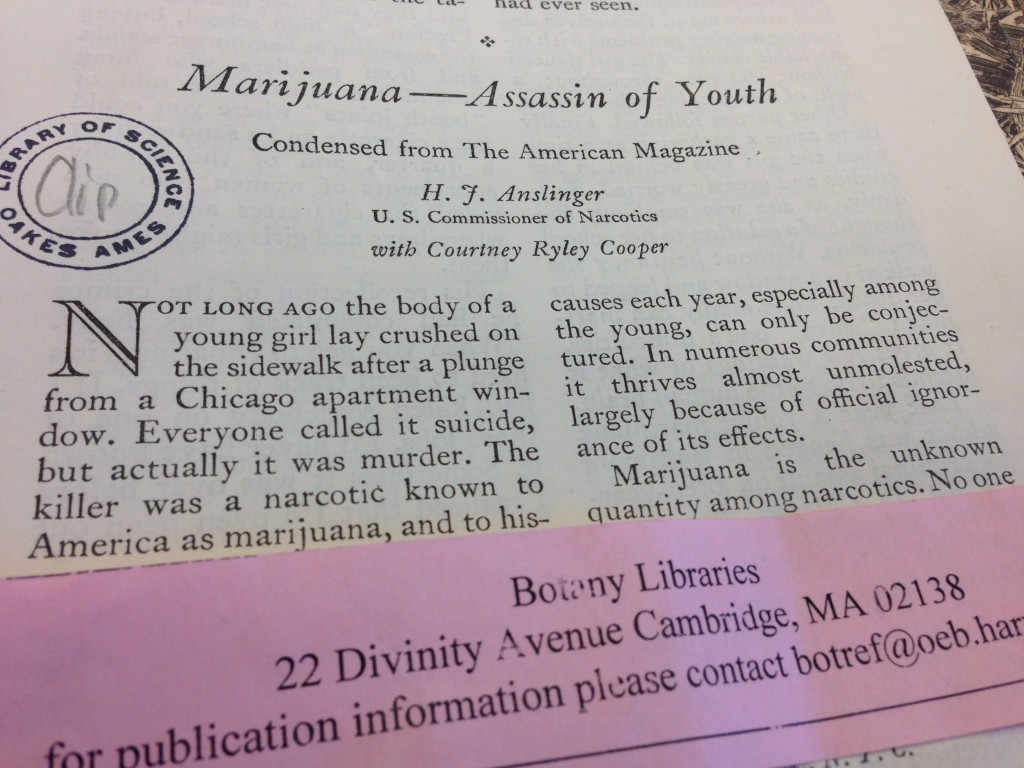 had ever seen.
Marijuana—Assassin of Youth
Condensed from The American Magazine
H. J. Anslinger
U. S. Commissioner of Narcotics
with Courtney Ryley Cooper
LIBRARY OF SCIENCE
OAKES AMES
Clip
NOT LONG AGO the body of a
young girl lay crushed on
the sidewalk after a plunge
from a Chicago apartment win-
dow. Everyone called it suicide,
but actually it was murder. The
killer was a narcotic known to
America as marijuana, and to his-
causes each year, especially among
the young, can only be conjec-
tured. In numerous communities
it thrives almost unmolested,
largely because of official ignor-
ance of its effects.
Marijuana is the unknown
quantity among narcotics. No one
Botany Libraries
22 Divinity Avenue Cambridge, MA 02138
for publication information please contact botref@oeb.har